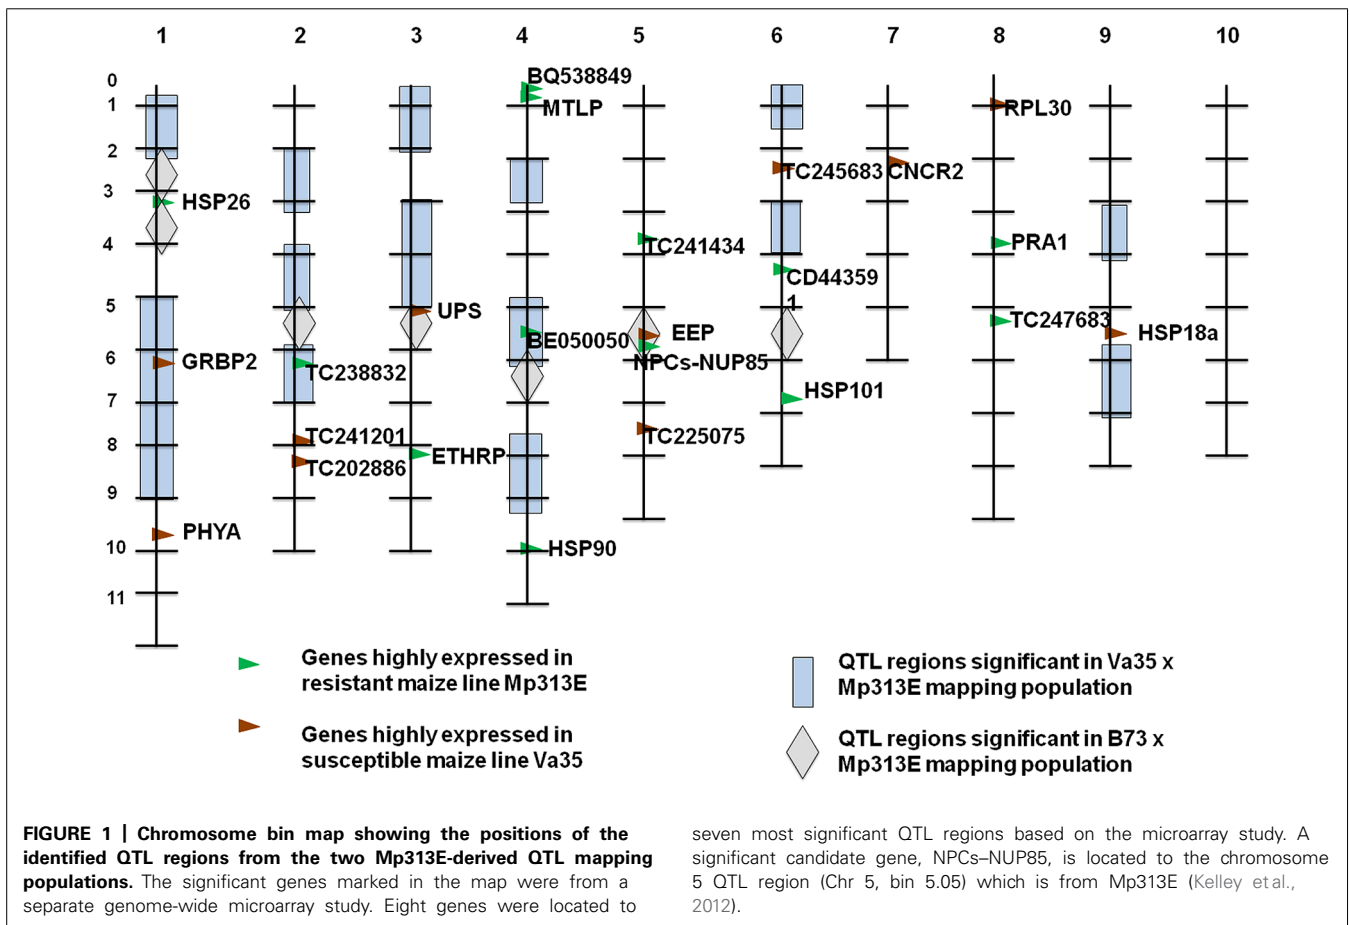 1 2 3 4 5 6 7 8 9 10
0
BQ538849
1
MTLP
RPL30
2
TC245683
CNCR2
3
HSP26
4
TC241434
PRA1
CD44359
1
5
UPS
TC247683
BE050050
EEP
HSP18a
6
GRBP2
TC238832
NPCs-NUP85
HSP101
7
TC241201
TC225075
8
TC202886
ETHRP
9
PHYA
10
HSP90
11
Genes highly expressed in
resistant maize line Mp313E
Genes highly expressed in
susceptible maize line Va35
QTL regions significant in Va35 x
Mp313E mapping population
QTL regions significant in B73 x
Mp313E mapping population
FIGURE 1 | Chromosome bin map showing the positions of the
identified QTL regions from the two Mp313E-derived QTL mapping
populations. The significant genes marked in the map were from a
separate genome-wide microarray study. Eight genes were located to
seven most significant QTL regions based on the microarray study. A
significant candidate gene, NPCs–NUP85, is located to the chromosome
5 QTL region (Chr 5, bin 5.05) which is from Mp313E (Kelley et al.,
2012).